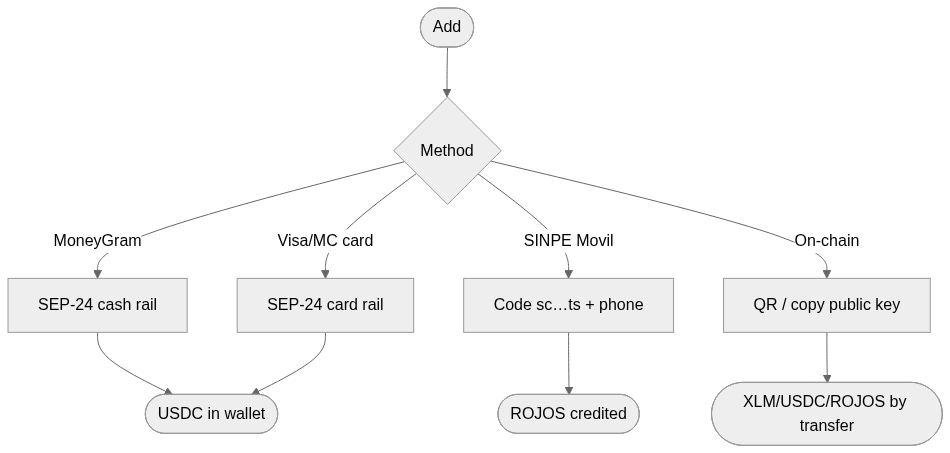 Add
Method
MoneyGram
Visa/MC card
SINPE Movil
On-chain
SEP-24 cash rail
SEP-24 card rail
Code sc…ts + phone
QR / copy public key
USDC in wallet
ROJOS credited
XLM/USDC/ROJOS by
transfer